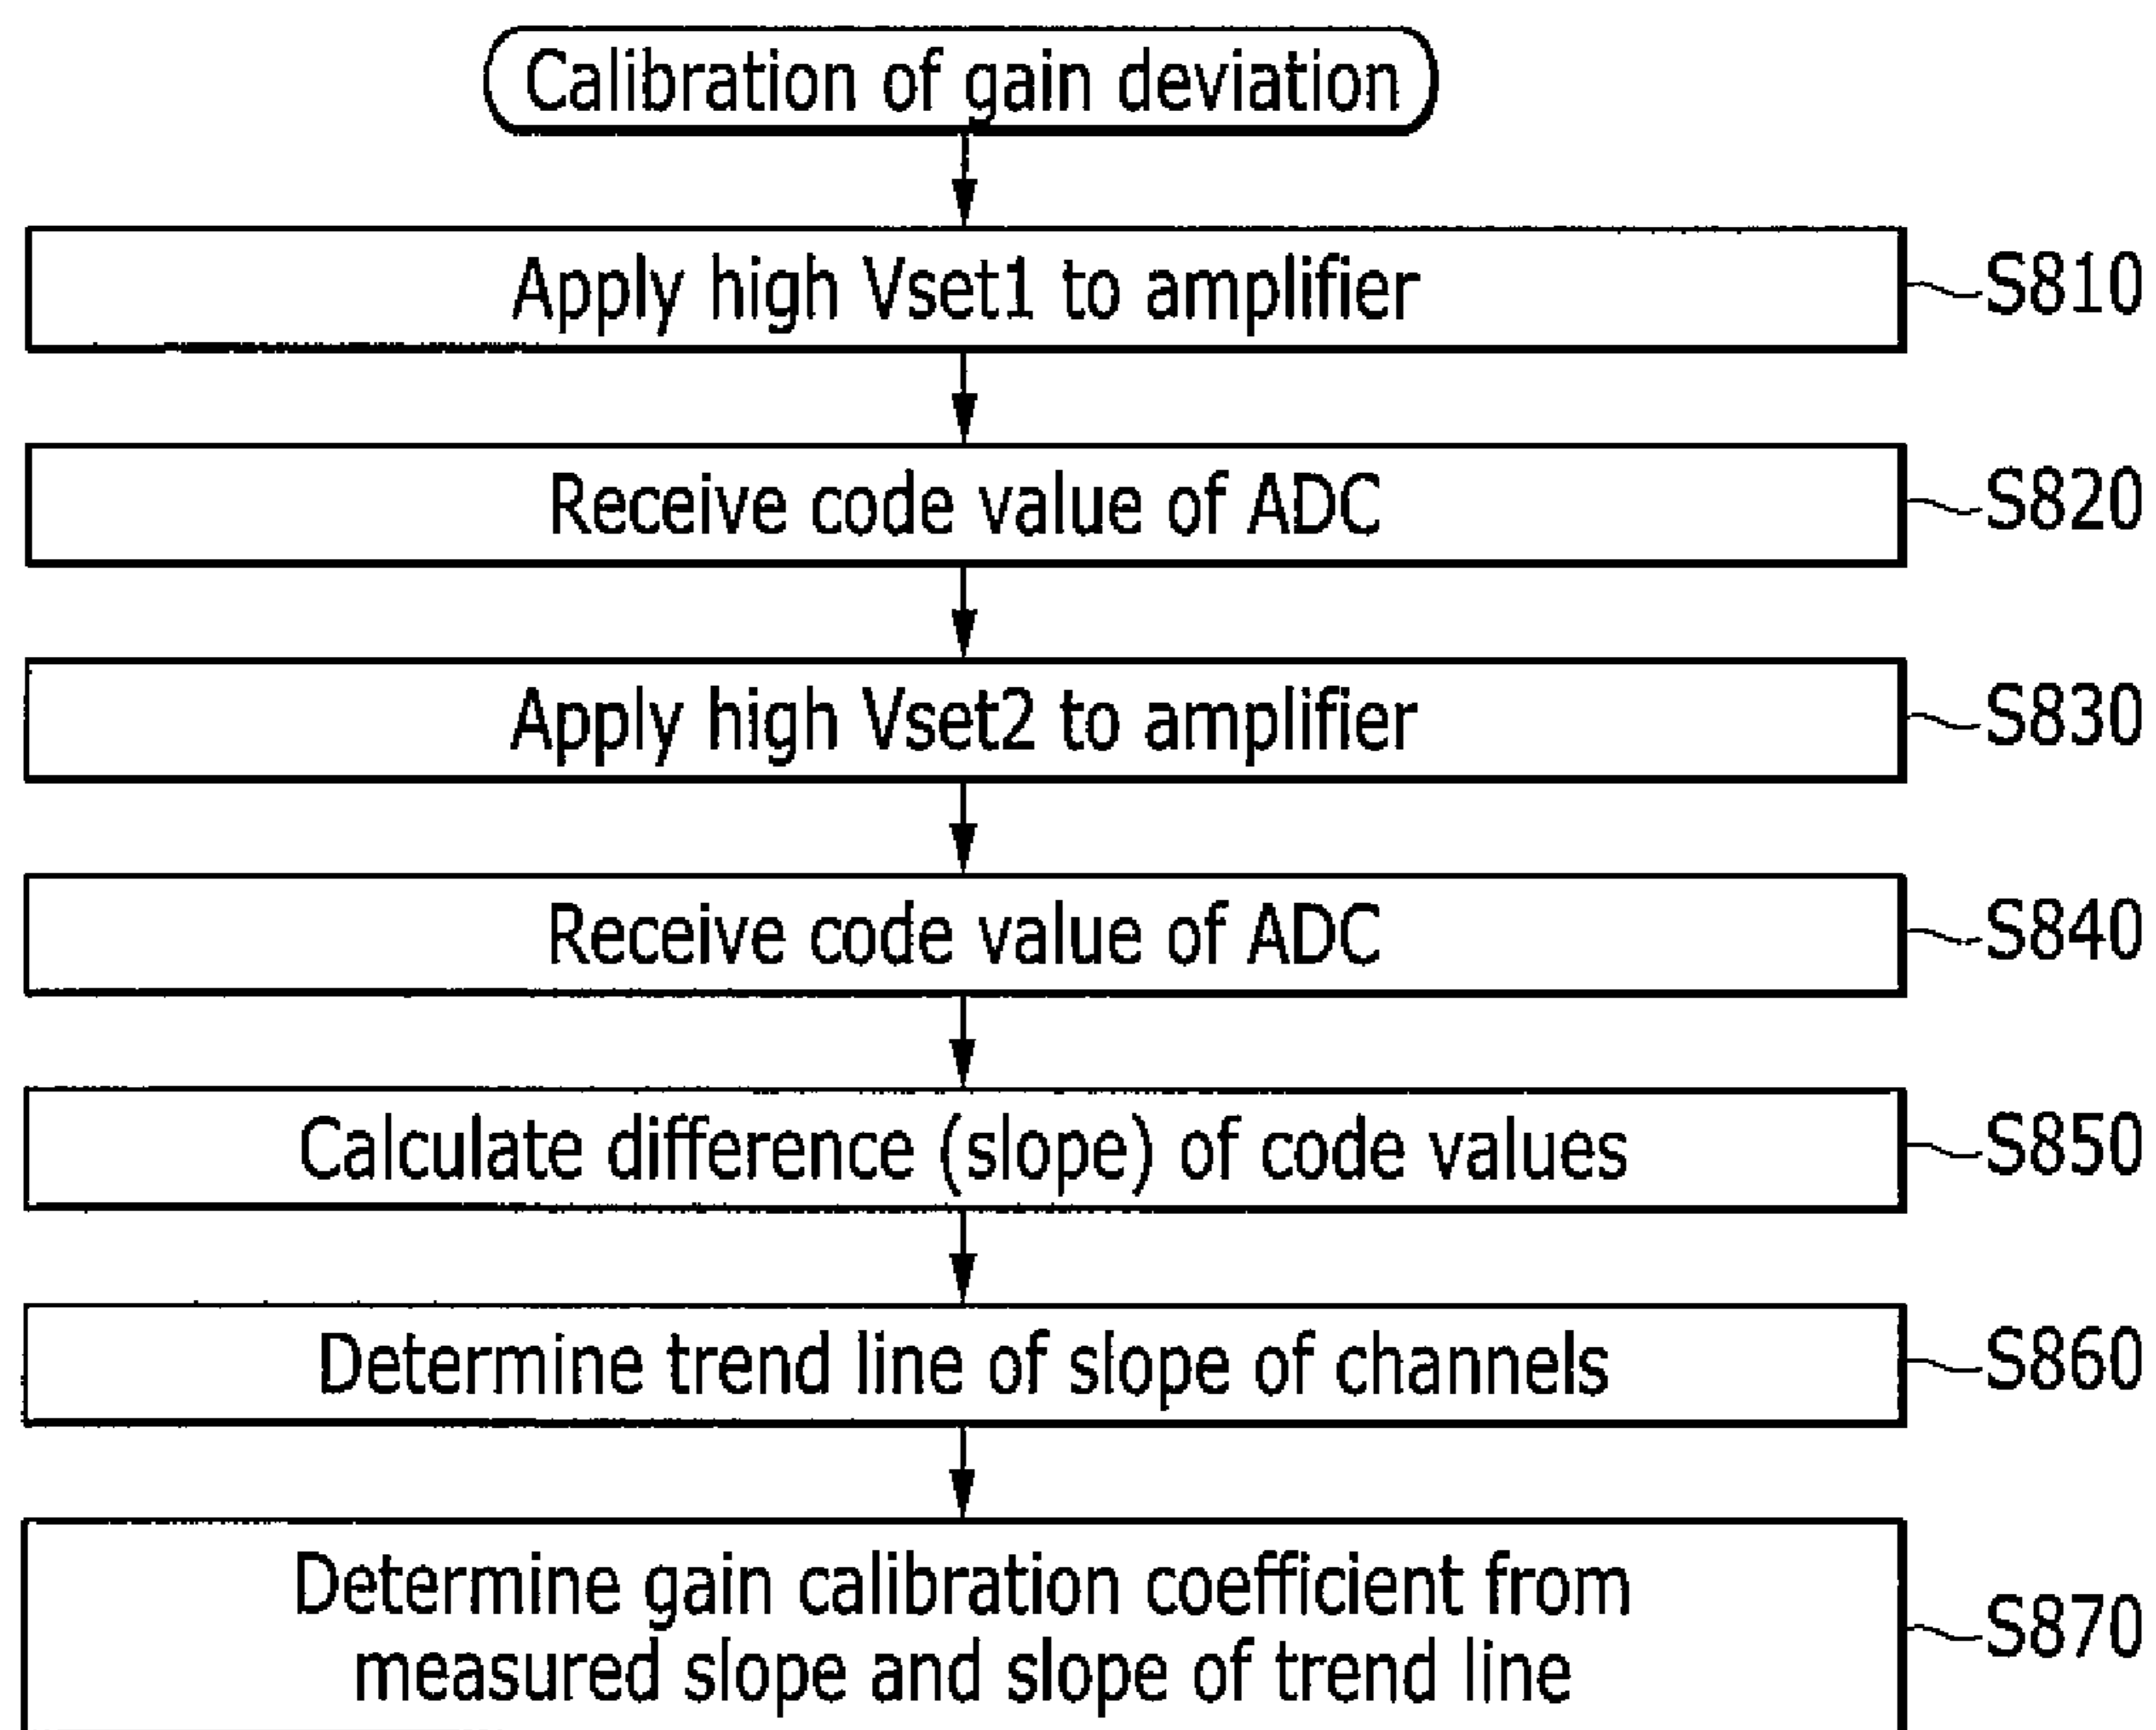 Calibration of gain deviation
Apply high Vset1 to amplifier
S810
Receive code value of ADC
S820
Apply high Vset2 to amplifier
S830
Receive code value of ADC
S840
Calculate difference (slope) of code values
S850
Determine trend line of slope of channels
S860
Determine gain calibration coefficient from
measured slope and slope of trend line
S870